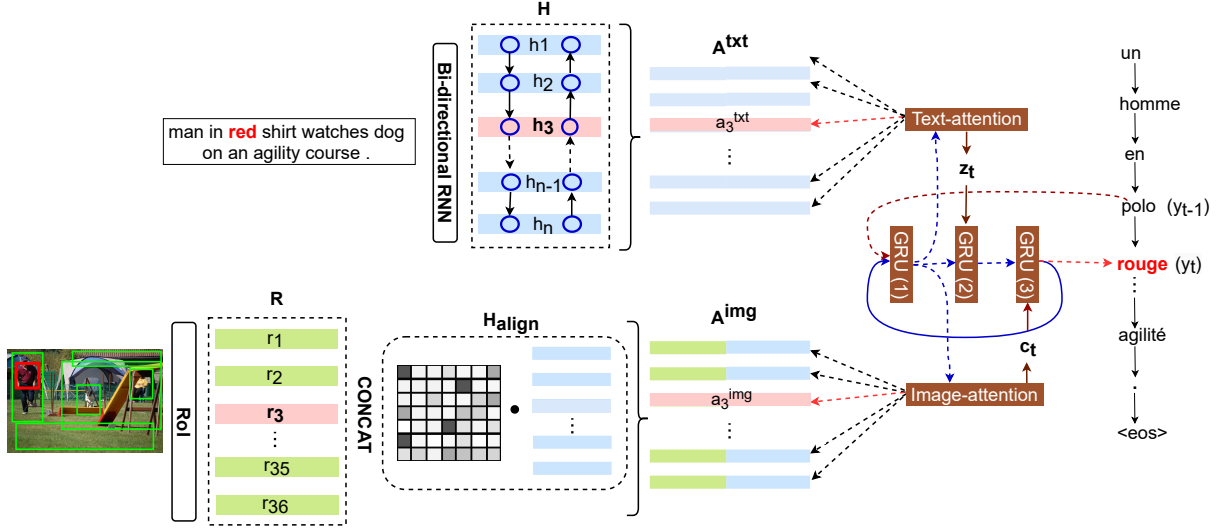 H
h1
h2
h3
hn-1
hn
Bi-directional RNN
man in red shirt watches dog
on an agility course .
Atxt
a3txt
⋮
Text-attention
zt
GRU (1)
GRU (2)
GRU (3)
ct
Image-attention
un
homme
en
polo (yt-1)
rouge (yt)
⋮
agilité
<eos>
R
RoI
r1
r2
r3
⋮
r35
r36
CONCAT
Halign
•
⋮
Aimg
a3img
⋮